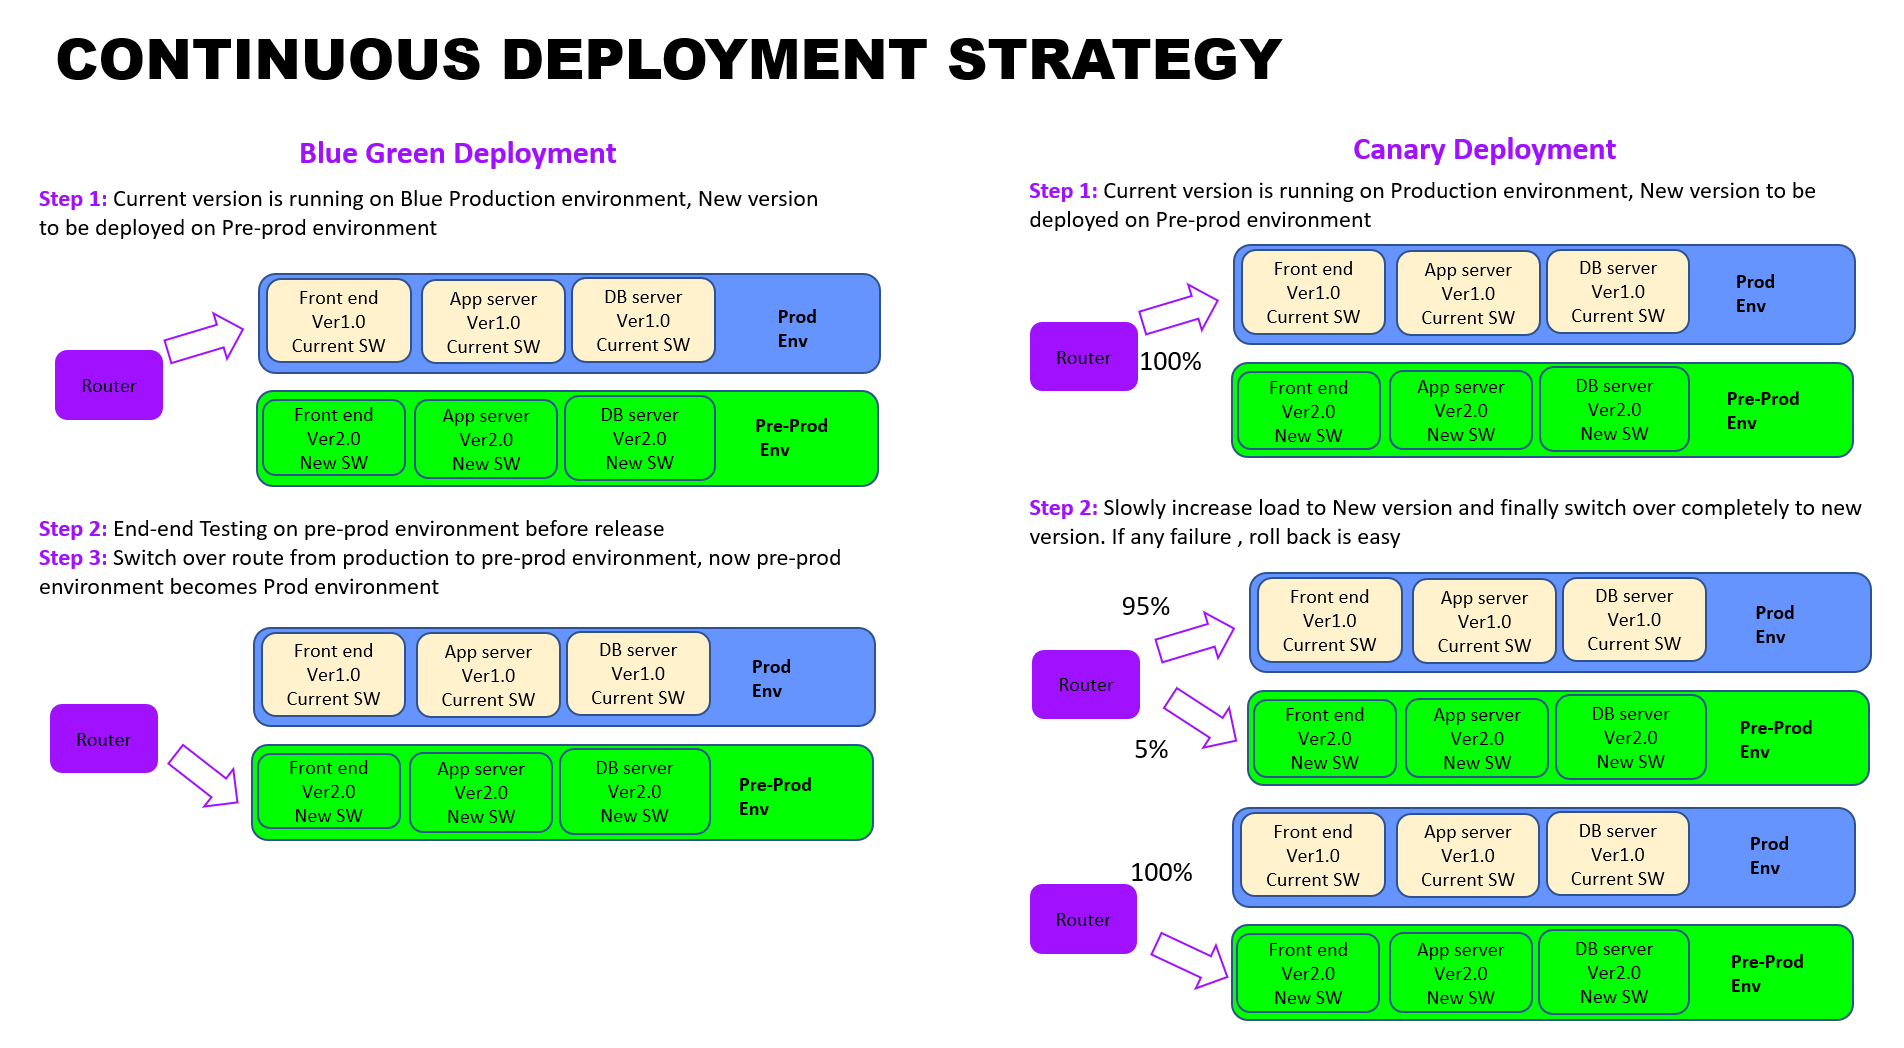 CONTINUOUS DEPLOYMENT STRATEGY
Blue Green Deployment
Step 1: Current version is running on Blue Production environment, New version
to be deployed on Pre-prod environment
Router
Front end
Ver1.0
Current SW
App server
Ver1.0
Current SW
DB server
Ver1.0
Current SW
Prod
Env
Front end
Ver2.0
New SW
App server
Ver2.0
New SW
DB server
Ver2.0
New SW
Pre-Prod
Env
Step 2: End-end Testing on pre-prod environment before release
Step 3: Switch over route from production to pre-prod environment, now pre-prod
environment becomes Prod environment
Router
Front end
Ver1.0
Current SW
App server
Ver1.0
Current SW
DB server
Ver1.0
Current SW
Prod
Env
Front end
Ver2.0
New SW
App server
Ver2.0
New SW
DB server
Ver2.0
New SW
Pre-Prod
Env
Canary Deployment
Step 1: Current version is running on Production environment, New version to be
deployed on Pre-prod environment
Router
100%
Front end
Ver1.0
Current SW
App server
Ver1.0
Current SW
DB server
Ver1.0
Current SW
Prod
Env
Front end
Ver2.0
New SW
App server
Ver2.0
New SW
DB server
Ver2.0
New SW
Pre-Prod
Env
Step 2: Slowly increase load to New version and finally switch over completely to new
version. If any failure , roll back is easy
95%
Router
5%
Front end
Ver1.0
Current SW
App server
Ver1.0
Current SW
DB server
Ver1.0
Current SW
Prod
Env
Front end
Ver2.0
New SW
App server
Ver2.0
New SW
DB server
Ver2.0
New SW
Pre-Prod
Env
100%
Router
Front end
Ver1.0
Current SW
App server
Ver1.0
Current SW
DB server
Ver1.0
Current SW
Prod
Env
Front end
Ver2.0
New SW
App server
Ver2.0
New SW
DB server
Ver2.0
New SW
Pre-Prod
Env